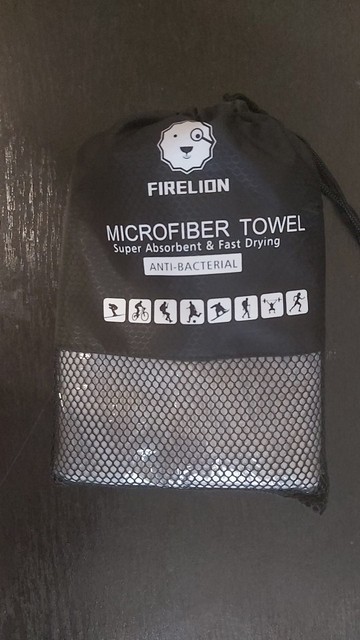 FIRELION
MICROFIBER TOWEL
Super Absorbent & Fast Drying
ANTI-BACTERIAL